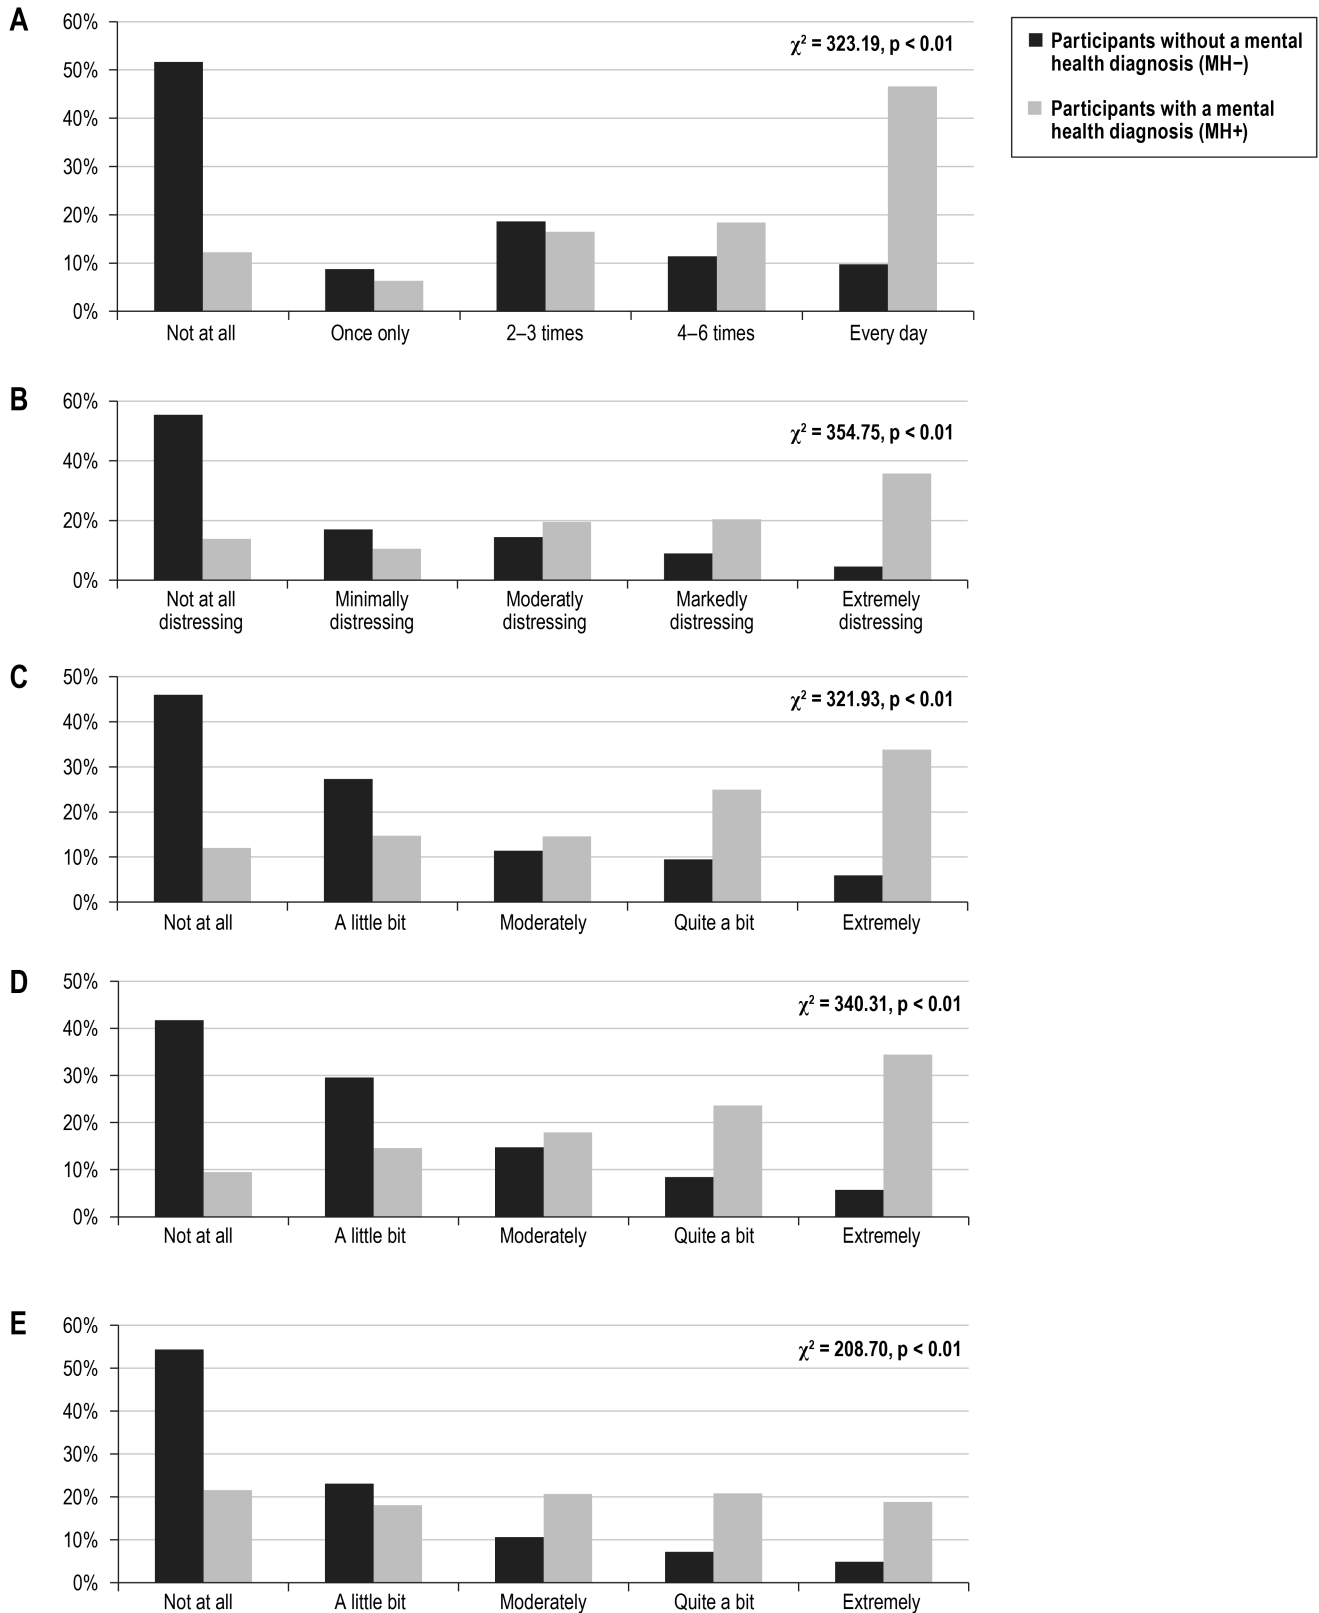 A
60%
50%
40%
30%
20%
10%
0%
χ² = 323.19, p < 0.01
Not at all
Once only
2–3 times
4–6 times
Every day
Participants without a mental
health diagnosis (MH−)
Participants with a mental
health diagnosis (MH+)
B
60%
40%
20%
0%
χ² = 354.75, p < 0.01
Not at all
distressing
Minimally
distressing
Moderatly
distressing
Markedly
distressing
Extremely
distressing
C
50%
40%
30%
20%
10%
0%
χ² = 321.93, p < 0.01
Not at all
A little bit
Moderately
Quite a bit
Extremely
D
50%
40%
30%
20%
10%
0%
χ² = 340.31, p < 0.01
Not at all
A little bit
Moderately
Quite a bit
Extremely
E
60%
50%
40%
30%
20%
10%
0%
χ² = 208.70, p < 0.01
Not at all
A little bit
Moderately
Quite a bit
Extremely